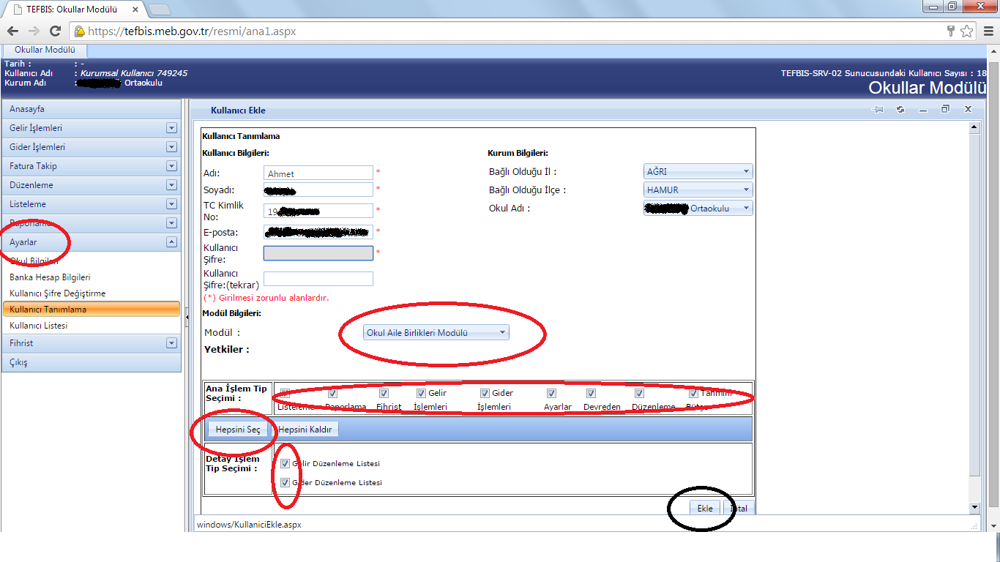 TEFBIS: Okullar Modülü
https://tefbis.meb.gov.tr/resmi/ana1.aspx
Okullar Modülü
Tarih : : -
Kullanıcı Adı : Kurumsal Kullanıcı 749245
Kurum Adı : Ortaokulu
TEFBIS-SRV-02 Sunucusundaki Kullanıcı Sayısı : 18
Okullar Modülü
Anasayfa
Gelir İşlemleri
Gider İşlemleri
Fatura Takip
Düzenleme
Listeleme
Raporlama
Ayarlar
Okul Bilgileri
Banka Hesap Bilgileri
Kullanıcı Şifre Değiştirme
Kullanıcı Tanımlama
Kullanıcı Listesi
Fihrist
Çıkış
Kullanıcı Ekle
Kullanıcı Tanımlama
Kullanıcı Bilgileri:
Adı: Ahmet *
Soyadı: *
TC Kimlik
No: 19 *
E-posta: *
Kullanıcı
Şifre: *
Kullanıcı
Şifre:(tekrar)
(*) Girilmesi zorunlu alanlardır.
Kurum Bilgileri:
Bağlı Olduğu İl : AĞRI
Bağlı Olduğu İlçe : HAMUR
Okul Adı : Ortaokulu
Modül Bilgileri:
Modül : Okul Aile Birlikleri Modülü
Yetkiler :
Ana İşlem Tip
Seçimi :
Listeleme
Raporlama
Fihrist
Gelir
İşlemleri
Gider
İşlemleri
Ayarlar
Devreden
Düzenleme
Tahmini
Bütçe
Hepsini Seç Hepsini Kaldır
Detay İşlem
Tip Seçimi :
Gelir Düzenleme Listesi
Gider Düzenleme Listesi
Ekle İptal
windows/KullaniciEkle.aspx